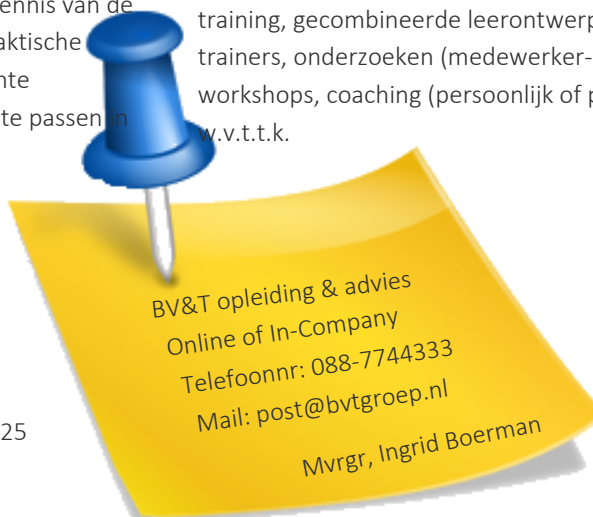 ennis van de
aktische
nte
te passen in
training, gecombineerde leerontwerp
trainers, onderzoeken (medewerker-
workshops, coaching (persoonlijk of p
w.v.t.t.k.
BV&T opleiding & advies
Online of In-Company
Telefoonnr: 088-7744333
Mail: post@bvtgroep.nl
Mvrgr, Ingrid Boerman
25